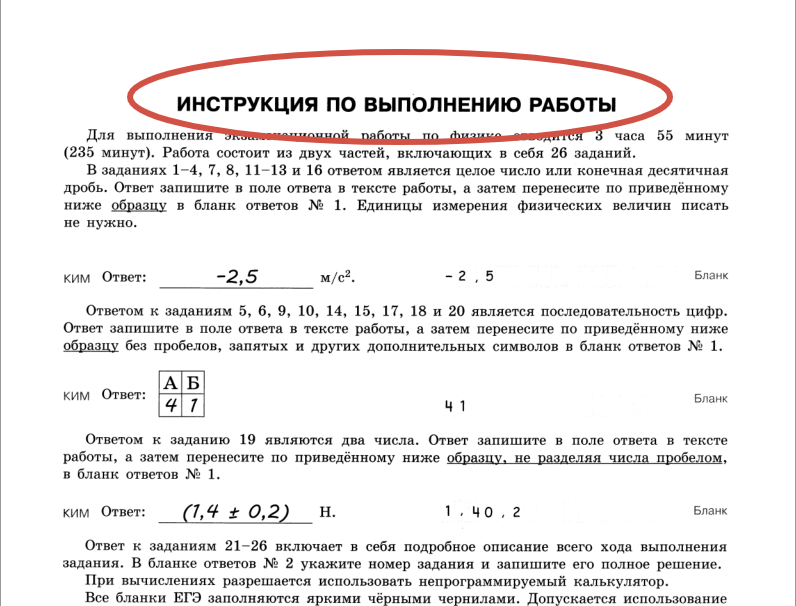 ИНСТРУКЦИЯ ПО ВЫПОЛНЕНИЮ РАБОТЫ
Для выполнения экзаменационной работы по физике отводится 3 часа 55 минут
(235 минут). Работа состоит из двух частей, включающих в себя 26 заданий.
В заданиях 1–4, 7, 8, 11–13 и 16 ответом является целое число или конечная десятичная
дробь. Ответ запишите в поле ответа в тексте работы, а затем перенесите по приведённому
ниже образцу в бланк ответов № 1. Единицы измерения физических величин писать
не нужно.
КИМ Ответ: -2,5 м/с². -2,5 Бланк
Ответом к заданиям 5, 6, 9, 10, 14, 15, 17, 18 и 20 является последовательность цифр.
Ответ запишите в поле ответа в тексте работы, а затем перенесите по приведённому ниже
образцу без пробелов, запятых и других дополнительных символов в бланк ответов № 1.
А Б
КИМ Ответ: 4 1 41 Бланк
Ответом к заданию 19 являются два числа. Ответ запишите в поле ответа в тексте
работы, а затем перенесите по приведённому ниже образцу, не разделяя числа пробелом,
в бланк ответов № 1.
КИМ Ответ: (1,4 ± 0,2) Н. 1,40,2 Бланк
Ответ к заданиям 21–26 включает в себя подробное описание всего хода выполнения
задания. В бланке ответов № 2 укажите номер задания и запишите его полное решение.
При вычислениях разрешается использовать непрограммируемый калькулятор.
Все бланки ЕГЭ заполняются яркими чёрными чернилами. Допускается использование